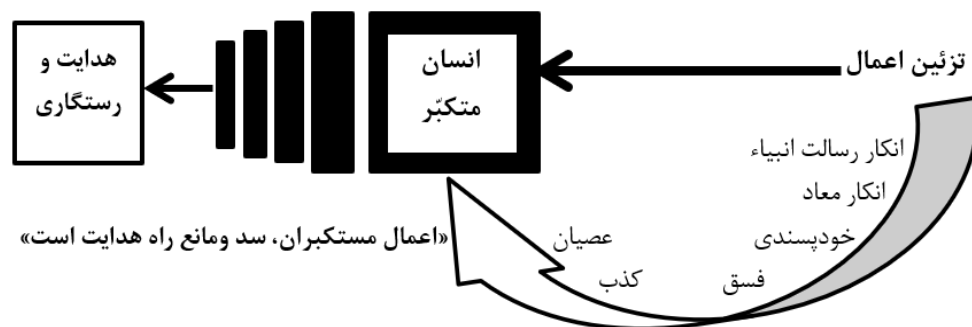 تزئین اعمال
انسان
متکبّر
هدایت و
رستگاری
انکار رسالت انبیاء
انکار معاد
خودپسندی
فسق
کذب
عصیان
«اعمال مستکبران، سد ومانع راه هدایت است»